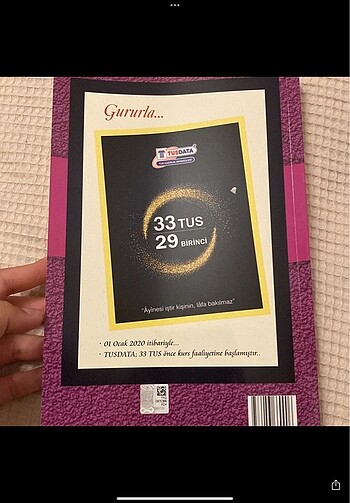 Gururla...
TUSDATA
33 TUS
29 BİRİNCİ
"Âyinesi iştir kişinin, lâfa bakılmaz"
• 01 Ocak 2020 itibariyle...
• TUSDATA; 33 TUS önce kurs faaliyetine başlamıştır..